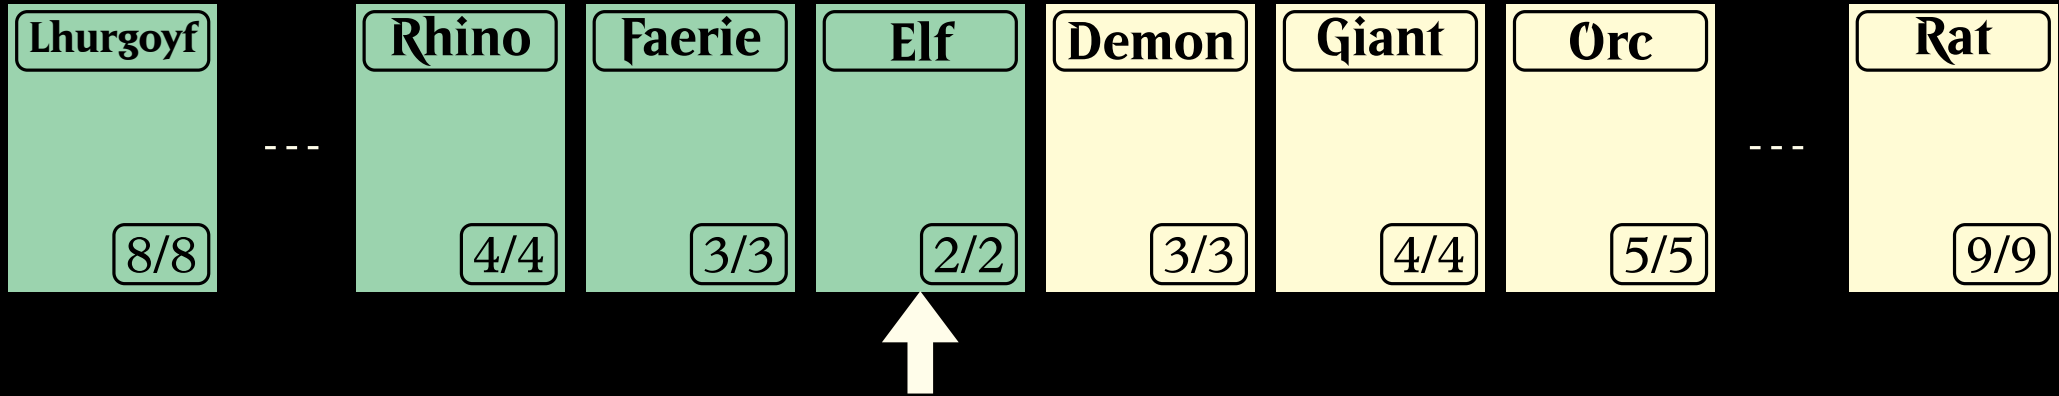 Lhurgoyf
8/8
---
Rhino
4/4
Faerie
3/3
Elf
2/2
Demon
3/3
Giant
4/4
Orc
5/5
---
Rat
9/9